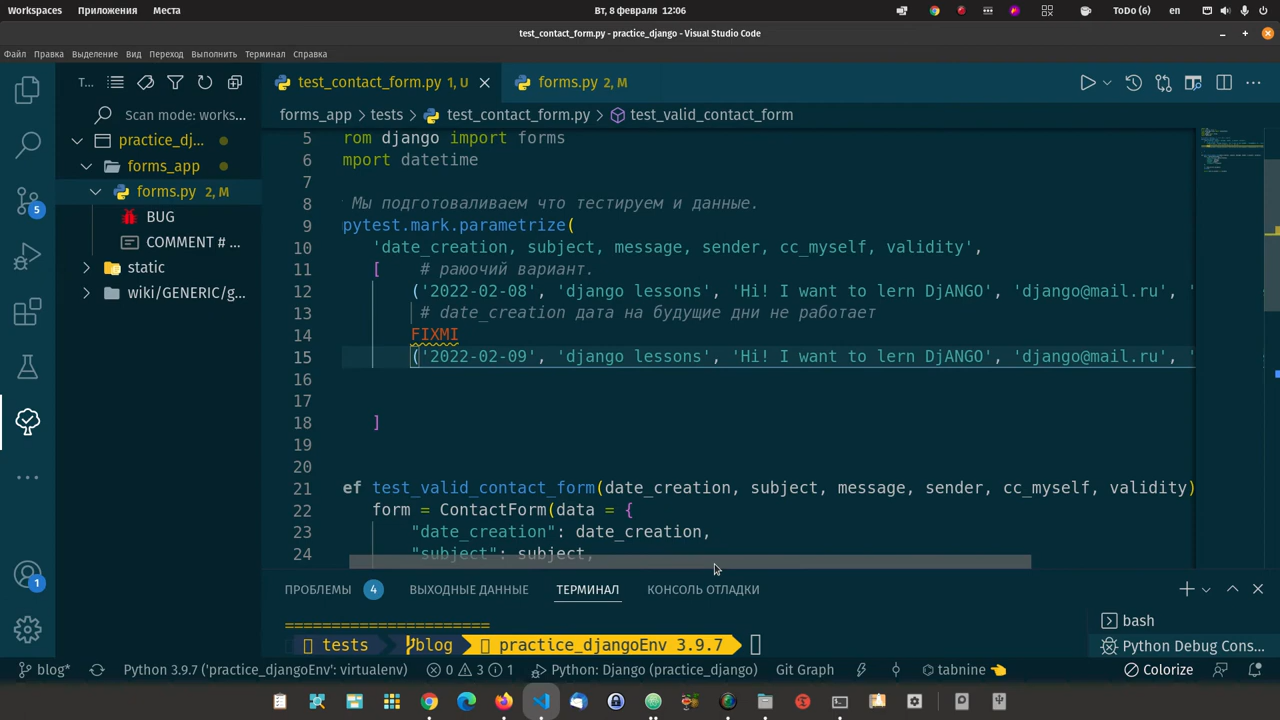 Workspaces Приложения Места Вт, 8 февраля 12:06 ToDo (6) en
test_contact_form.py - practice_django - Visual Studio Code
Файл Правка Выделение Вид Переход Выполнить Терминал Справка
T... test_contact_form.py 1, U forms.py 2, M
Scan mode: works... forms_app tests test_contact_form.py test_valid_contact_form
practice_dj...
forms_app
forms.py 2, M
BUG
COMMENT # ...
static
wiki/GENERIC/g...
5 rom django import forms
6 mport datetime
7
8 Мы подготоваливаем что тестируем и данные.
9 pytest.mark.parametrize(
10 'date_creation, subject, message, sender, cc_myself, validity',
11 [ # раюочий вариант.
12 ('2022-02-08', 'django lessons', 'Hi! I want to lern DjANGO', 'django@mail.ru', '
13 # date_creation дата на будущие дни не работает
14 FIXMI
15 ('2022-02-09', 'django lessons', 'Hi! I want to lern DjANGO', 'django@mail.ru', '
16
17
18 ]
19
20
21 ef test_valid_contact_form(date_creation, subject, message, sender, cc_myself, validity)
22 form = ContactForm(data = {
23 "date_creation": date_creation,
24 "subject": subject,
5
1
ПРОБЛЕМЫ 4 ВЫХОДНЫЕ ДАННЫЕ ТЕРМИНАЛ КОНСОЛЬ ОТЛАДКИ
=====================
tests blog practice_djangoEnv 3.9.7
bash
Python Debug Cons...
blog* Python 3.9.7 ('practice_djangoEnv': virtualenv) 0 3 1 Python: Django (practice_django) Git Graph tabnine Colorize